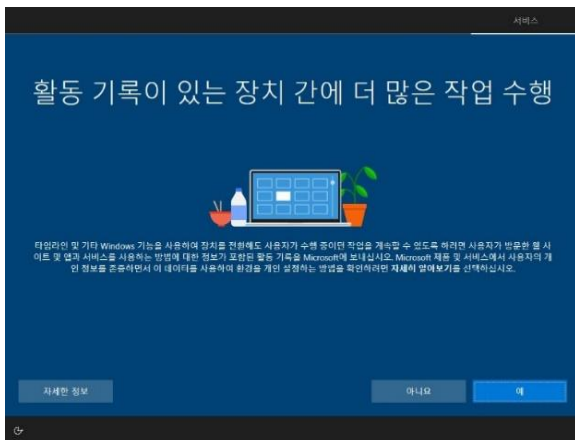 서비스
활동 기록이 있는 장치 간에 더 많은 작업 수행
타임라인 및 기타 Windows 기능을 사용하여 장치를 전환해도 사용자가 수행 중이던 작업을 계속할 수 있도록 하려면 사용자가 방문한 웹 사
이트 및 앱과 서비스를 사용하는 방법에 대한 정보가 포함된 활동 기록을 Microsoft에 보내십시오. Microsoft 제품 및 서비스에서 사용자의 개
인 정보를 존중하면서 이 데이터를 사용하여 환경을 개인 설정하는 방법을 확인하려면 자세히 알아보기를 선택하십시오.
자세한 정보
아니요
예